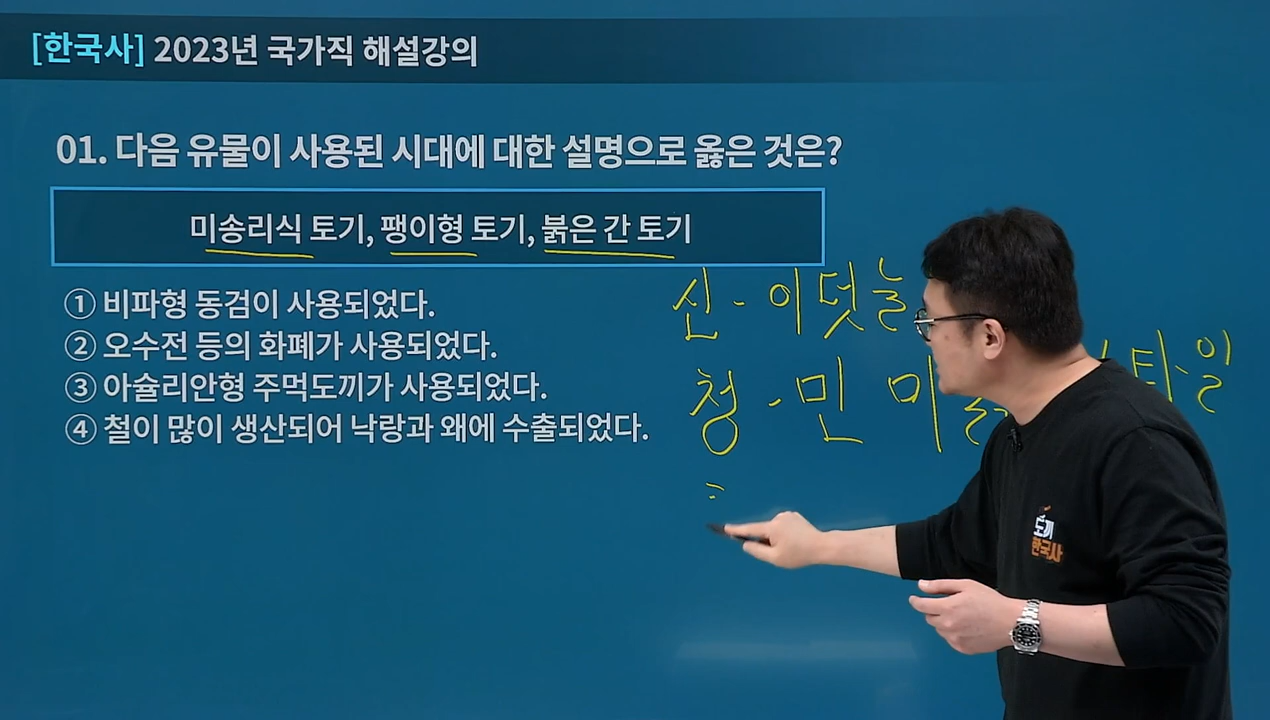 [한국사] 2023년 국가직 해설강의
01. 다음 유물이 사용된 시대에 대한 설명으로 옳은 것은?
미송리식 토기, 팽이형 토기, 붉은 간 토기
① 비파형 동검이 사용되었다.
② 오수전 등의 화폐가 사용되었다.
③ 아슐리안형 주먹도끼가 사용되었다.
④ 철이 많이 생산되어 낙랑과 왜에 수출되었다.
신 - 이덧눌
청 - 민 미
도끼
한국사